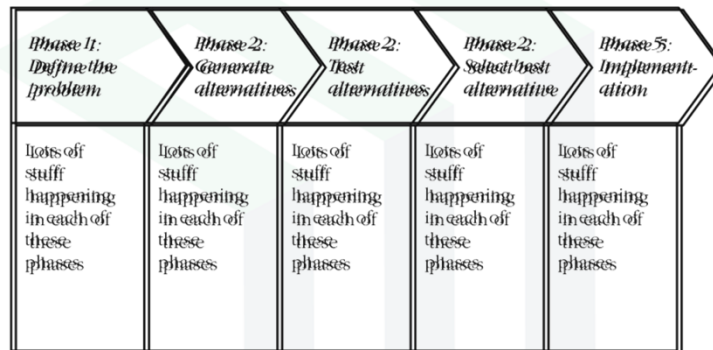 Phase 1:
Define the
problem
Phase 2:
Generate
alternatives
Phase 2:
Test
alternatives
Phase 2:
Select best
alternative
Phase 5:
Implement-
ation
Lots of
stuff
happening
in each of
these
phases
Lots of
stuff
happening
in each of
these
phases
Lots of
stuff
happening
in each of
these
phases
Lots of
stuff
happening
in each of
these
phases
Lots of
stuff
happening
in each of
these
phases